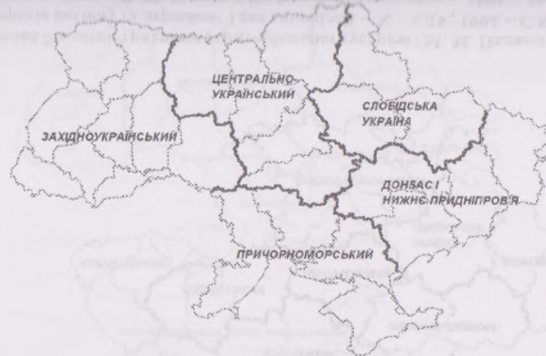 ЦЕНТРАЛЬНО
УКРАЇНСЬКИЙ
СЛОБІДСЬКА
УКРАЇНА
ЗАХІДНОУКРАЇНСЬКИЙ
ДОНБАС І
НИЖНЄ ПРИДНІПРОВ'Я
ПРИЧОРНОМОРСЬКИЙ